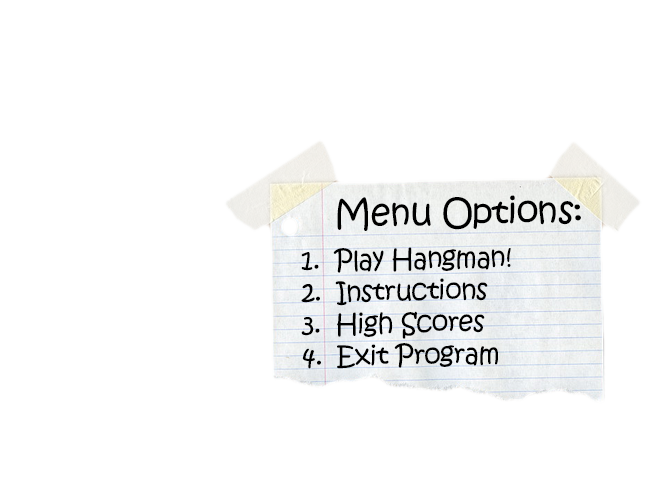 Menu Options:
1. Play Hangman!
2. Instructions
3. High Scores
4. Exit Program